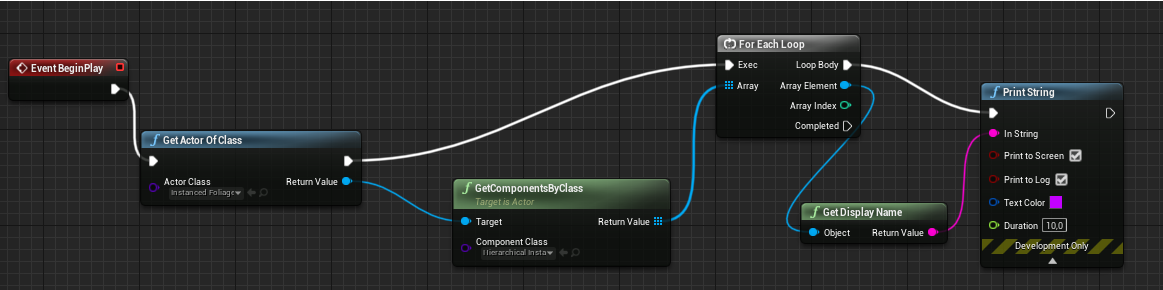 Event BeginPlay
Get Actor Of Class
Actor Class
Instanced Foliage
Return Value
GetComponentsByClass
Target is Actor
Target
Return Value
Component Class
Hierarchical Insta
For Each Loop
Exec
Loop Body
Array
Array Element
Array Index
Completed
Get Display Name
Object
Return Value
Print String
In String
Print to Screen
Print to Log
Text Color
Duration 10,0
Development Only